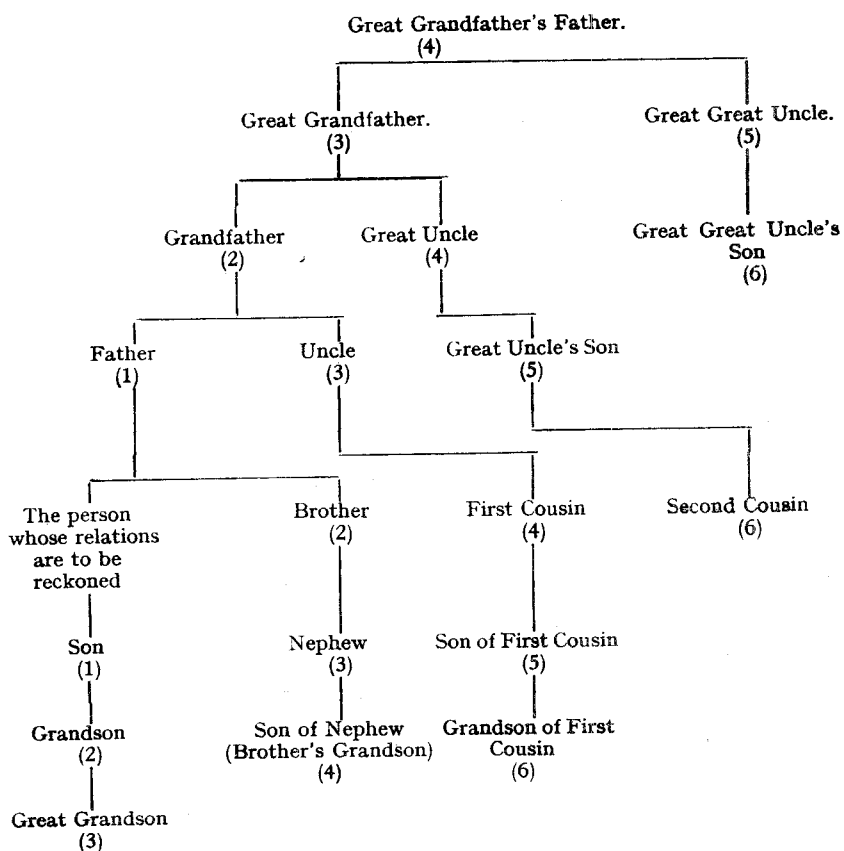 Great Grandfather's Father.
(4)
Great Grandfather.
(3)
Great Great Uncle.
(5)
Grandfather
(2)
Great Uncle
(4)
Great Great Uncle's
Son
(6)
Father
(1)
Uncle
(3)
Great Uncle's Son
(5)
The person
whose relations
are to be
reckoned
Brother
(2)
First Cousin
(4)
Second Cousin
(6)
Son
(1)
Nephew
(3)
Son of First Cousin
(5)
Grandson
(2)
Son of Nephew
(Brother's Grandson)
(4)
Grandson of First
Cousin
(6)
Great Grandson
(3)